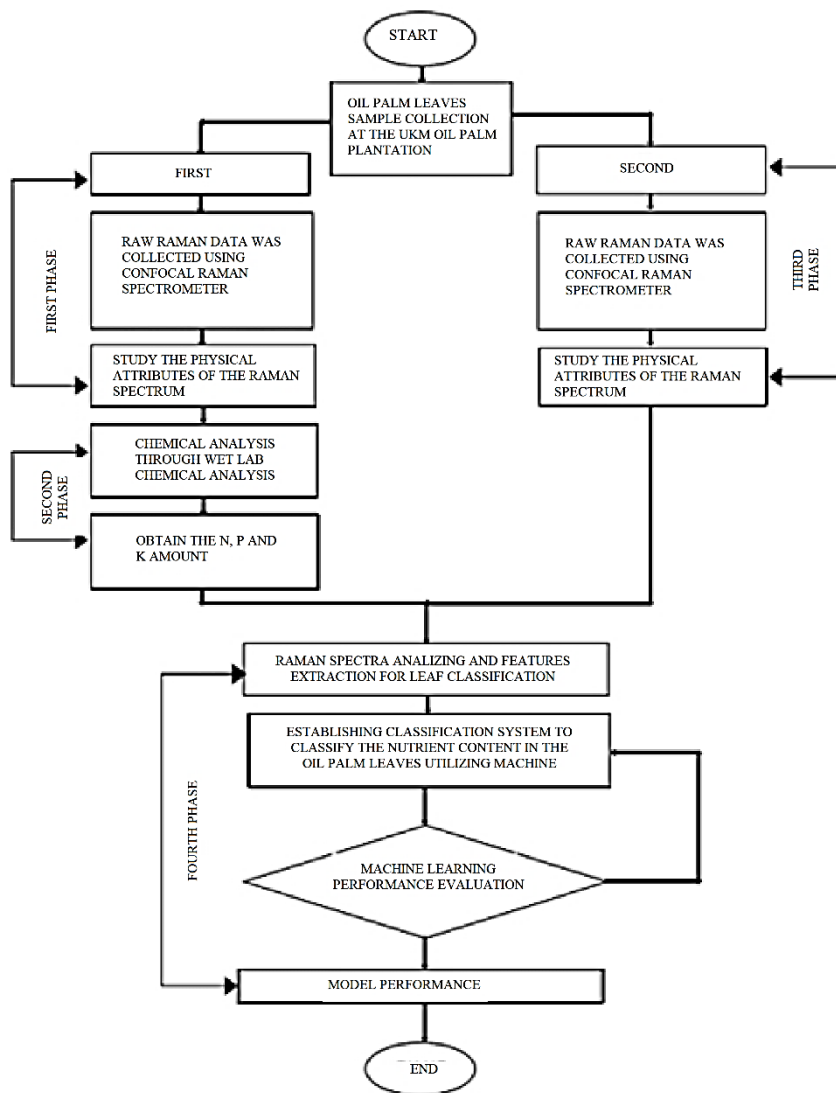 START
OIL PALM LEAVES
SAMPLE COLLECTION
AT THE UKM OIL PALM
PLANTATION
FIRST
SECOND
RAW RAMAN DATA WAS
COLLECTED USING
CONFOCAL RAMAN
SPECTROMETER
RAW RAMAN DATA WAS
COLLECTED USING
CONFOCAL RAMAN
SPECTROMETER
FIRST PHASE
THIRD
PHASE
STUDY THE PHYSICAL
ATTRIBUTES OF THE RAMAN
SPECTRUM
STUDY THE PHYSICAL
ATTRIBUTES OF THE RAMAN
SPECTRUM
CHEMICAL ANALYSIS
THROUGH WET LAB
CHEMICAL ANALYSIS
SECOND
PHASE
OBTAIN THE N, P AND
K AMOUNT
RAMAN SPECTRA ANALIZING AND FEATURES
EXTRACTION FOR LEAF CLASSIFICATION
ESTABLISHING CLASSIFICATION SYSTEM TO
CLASSIFY THE NUTRIENT CONTENT IN THE
OIL PALM LEAVES UTILIZING MACHINE
FOURTH PHASE
MACHINE LEARNING
PERFORMANCE EVALUATION
MODEL PERFORMANCE
END